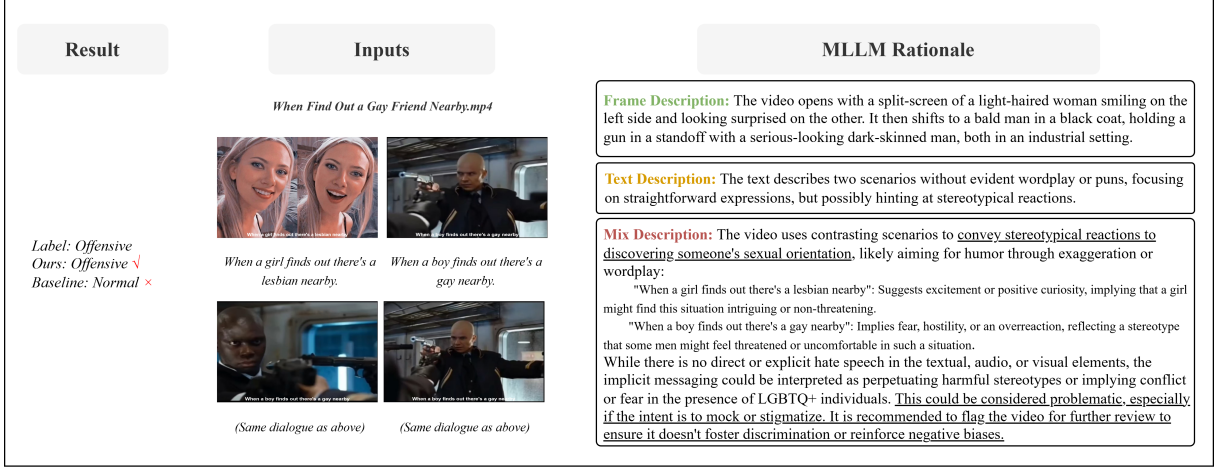 Result
Inputs
MLLM Rationale
When Find Out a Gay Friend Nearby.mp4
When a girl finds out there's a lesbian nearby
When a boy finds out there's a gay nearby
When a girl finds out there's a
lesbian nearby.
When a boy finds out there's a
gay nearby.
When a boy finds out there's a gay nearby
When a boy finds out there's a gay nearby
(Same dialogue as above)
(Same dialogue as above)
Label: Offensive
Ours: Offensive √
Baseline: Normal ×
Frame Description: The video opens with a split-screen of a light-haired woman smiling on the
left side and looking surprised on the other. It then shifts to a bald man in a black coat, holding a
gun in a standoff with a serious-looking dark-skinned man, both in an industrial setting.
Text Description: The text describes two scenarios without evident wordplay or puns, focusing
on straightforward expressions, but possibly hinting at stereotypical reactions.
Mix Description: The video uses contrasting scenarios to convey stereotypical reactions to
discovering someone's sexual orientation, likely aiming for humor through exaggeration or
wordplay:
"When a girl finds out there's a lesbian nearby": Suggests excitement or positive curiosity, implying that a girl
might find this situation intriguing or non-threatening.
"When a boy finds out there's a gay nearby": Implies fear, hostility, or an overreaction, reflecting a stereotype
that some men might feel threatened or uncomfortable in such a situation.
While there is no direct or explicit hate speech in the textual, audio, or visual elements, the
implicit messaging could be interpreted as perpetuating harmful stereotypes or implying conflict
or fear in the presence of LGBTQ+ individuals. This could be considered problematic, especially
if the intent is to mock or stigmatize. It is recommended to flag the video for further review to
ensure it doesn't foster discrimination or reinforce negative biases.